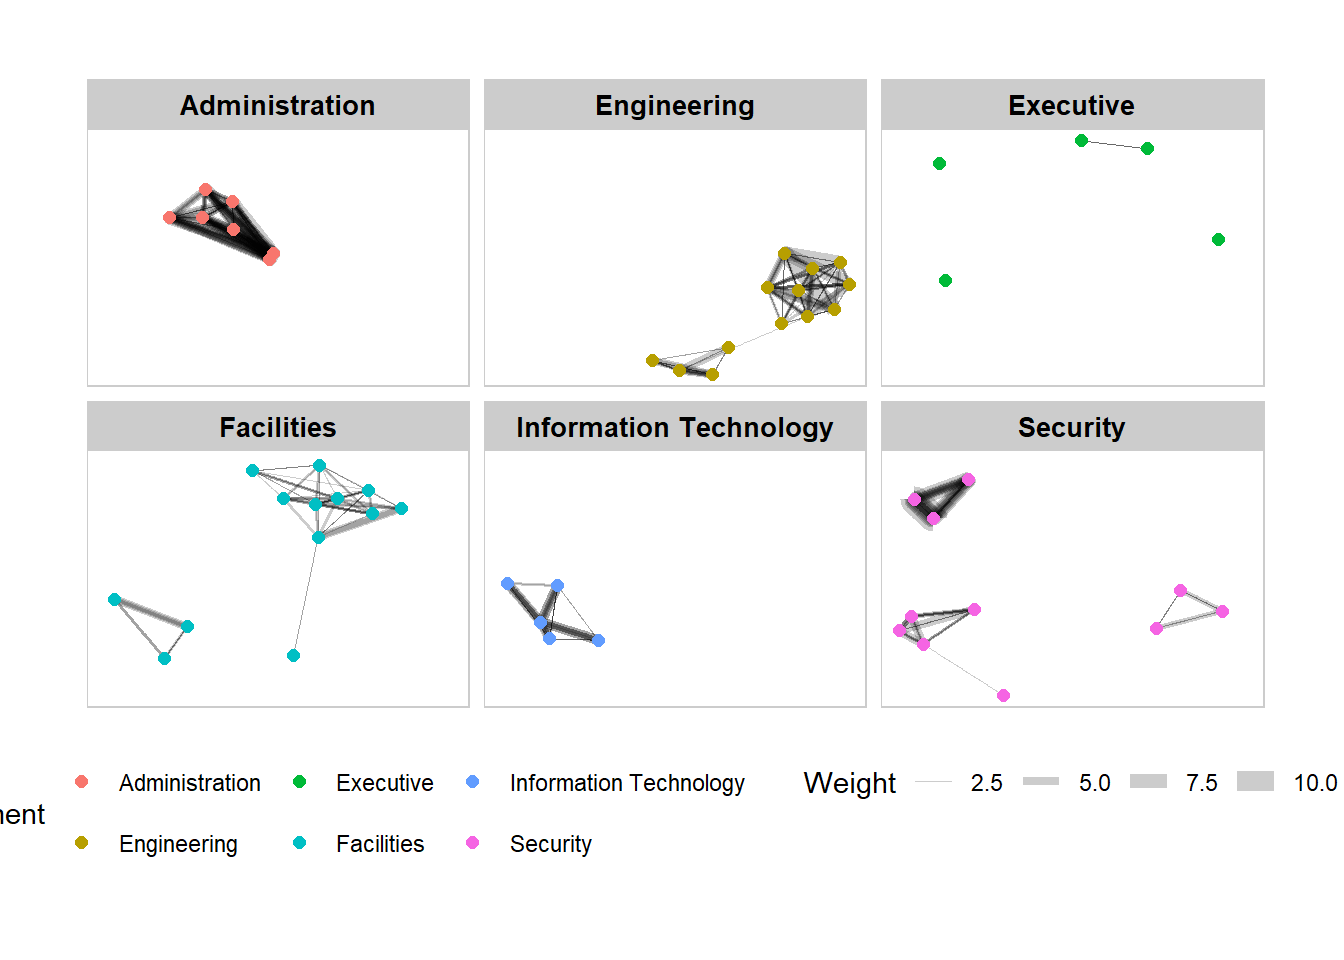 Administration
Engineering
Executive
Facilities
Information Technology
Security
Administration Executive Information Technology Weight 2.5 5.0 7.5 10.0
Engineering Facilities Security